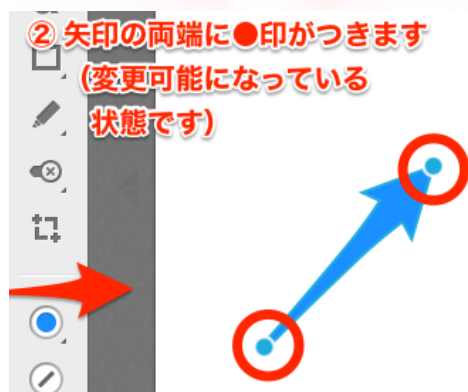 ② 矢印の両端に●印がつきます
（変更可能になっている
状態です）